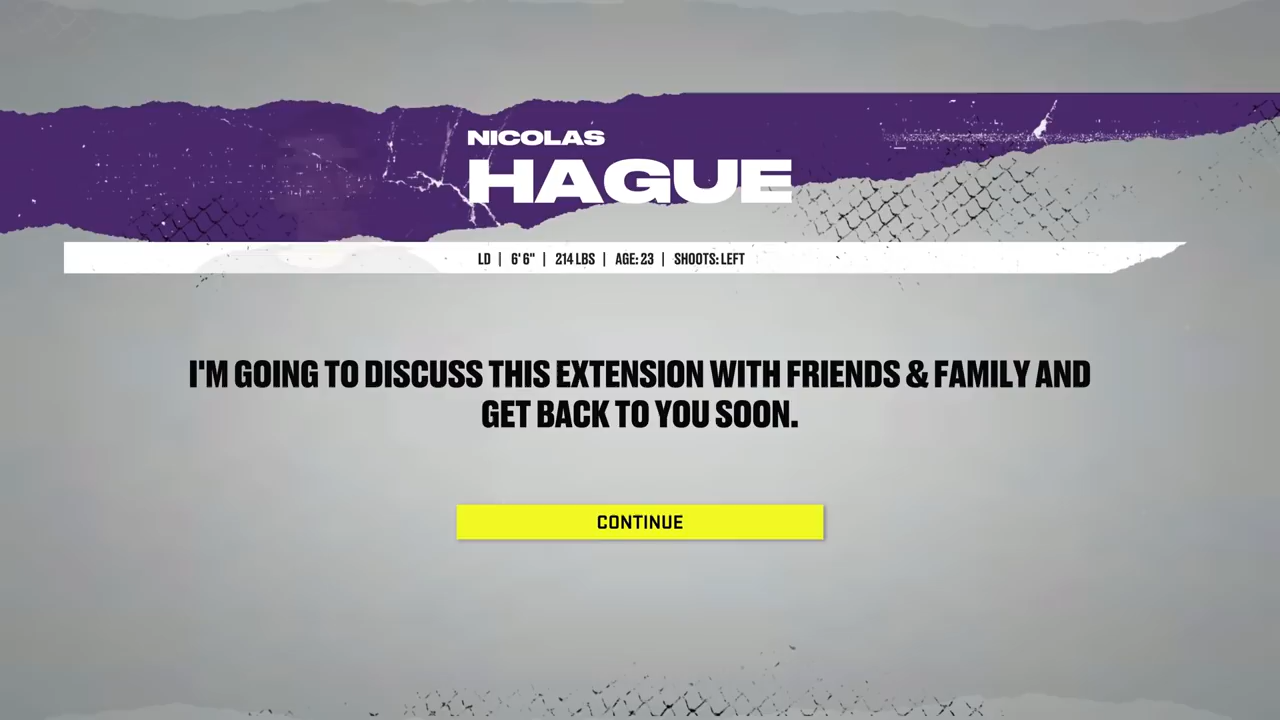 NICOLAS
HAGUE
LD | 6' 6" | 214 LBS | AGE: 23 | SHOOTS: LEFT
I'M GOING TO DISCUSS THIS EXTENSION WITH FRIENDS & FAMILY AND
GET BACK TO YOU SOON.
CONTINUE